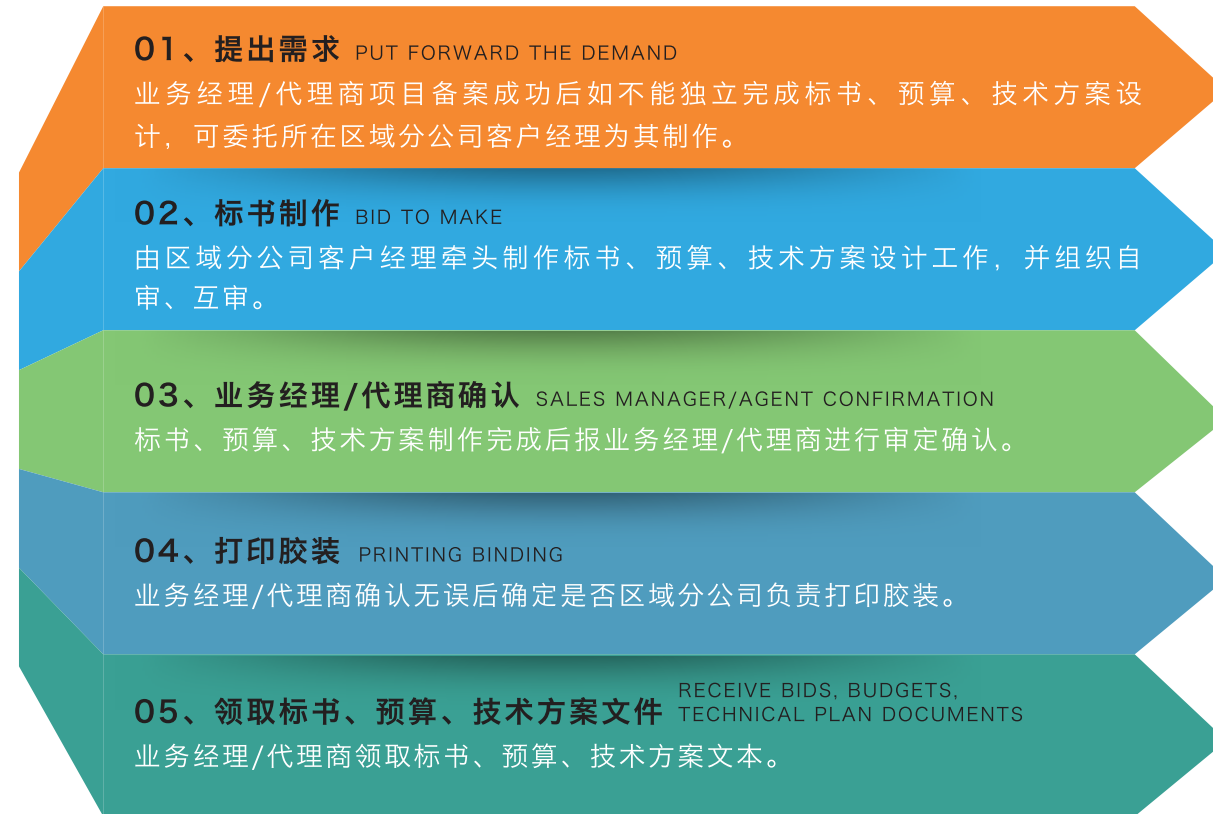 01、提出需求 PUT FORWARD THE DEMAND
业务经理/代理商项目备案成功后如不能独立完成标书、预算、技术方案设
计，可委托所在区域分公司客户经理为其制作。
02、标书制作 BID TO MAKE
由区域分公司客户经理牵头制作标书、预算、技术方案设计工作，并组织自
审、互审。
03、业务经理/代理商确认 SALES MANAGER/AGENT CONFIRMATION
标书、预算、技术方案制作完成后报业务经理/代理商进行审定确认。
04、打印胶装 PRINTING BINDING
业务经理/代理商确认无误后确定是否区域分公司负责打印胶装。
05、领取标书、预算、技术方案文件 RECEIVE BIDS, BUDGETS,
TECHNICAL PLAN DOCUMENTS
业务经理/代理商领取标书、预算、技术方案文本。